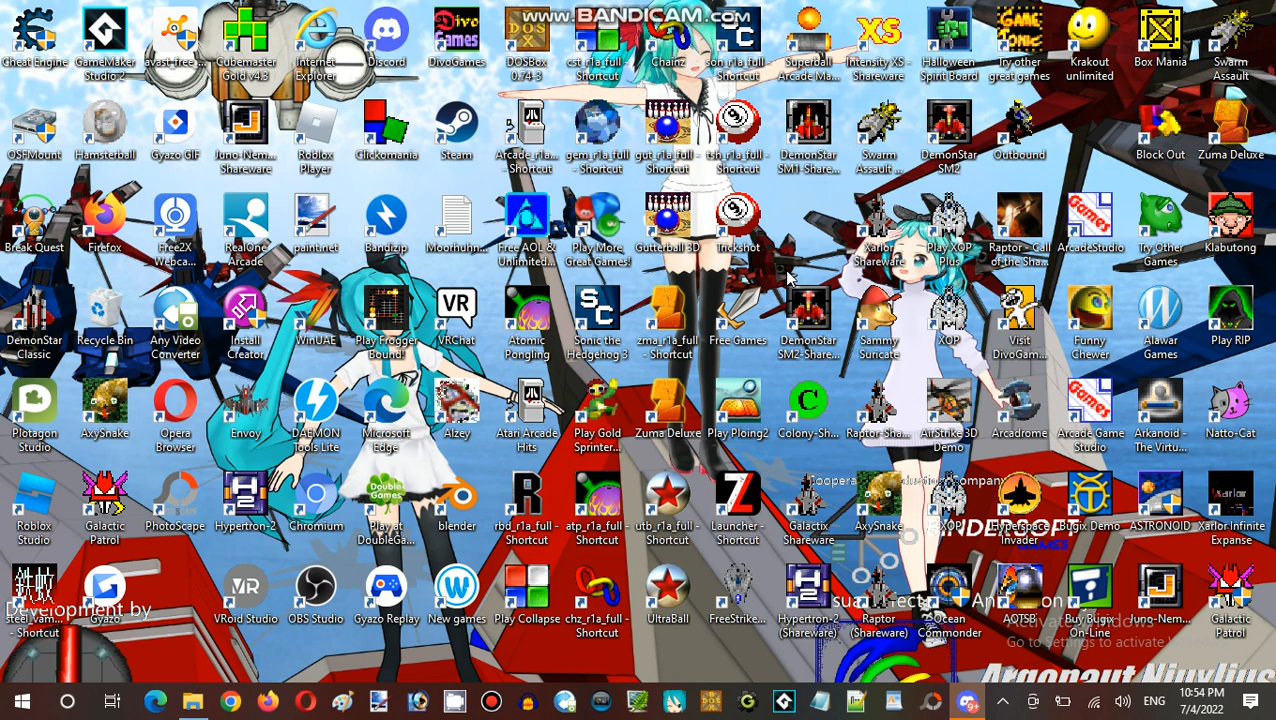 www.BANDICAM.com
Cheat Engine
GameMaker
Studio 2
avast_free_...
Cubemaster
Gold v4.3
Internet
Explorer
Discord
DivoGames
DOSBox
0.74-3
cst_r1a_full -
Shortcut
Chainz
son_r1a_full -
Shortcut
Superball
Arcade Ma...
Intensity XS -
Shareware
Halloween
Spirit Board
Try other
great games
Krakout
unlimited
Box Mania
Swarm
Assault
OSFMount
Hamsterball
Gyazo GIF
Juno-Nem...
Shareware
Roblox
Player
Clickomania
Steam
Arcade_r1a...
- Shortcut
gem_r1a_full
- Shortcut
gut_r1a_full -
Shortcut
tsh_r1a_full -
Shortcut
DemonStar
SM1-Share...
Swarm
Assault ...
DemonStar
SM2
Outbound
Block Out
Zuma Deluxe
Break Quest
Firefox
Free2X
Webca...
RealOne
Arcade
paintnet
Bandizip
Moorhuhn...
Free AOL &
Unlimited...
Play More
Great Games!
Gutterball 3D
Trickshot
Xarlor
Shareware
Play XOP
Plus
Raptor - Call
of the Sha...
ArcadeStudio
Try Other
Games
Klabutong
DemonStar
Classic
Recycle Bin
Any Video
Converter
Install
Creator
WinUAE
Play Frogger
Bound!
VR
VRChat
Atomic
Pongling
Sonic the
Hedgehog 3
zma_r1a_full
- Shortcut
Free Games
DemonStar
SM2-Share...
Sammy
Suricate
XOP
Visit
DivoGam...
Funny
Chewer
Alawar
Games
Play RIP
Plotagon
Studio
AxySnake
Opera
Browser
Envoy
DAEMON
Tools Lite
Microsoft
Edge
Alzey
Atari Arcade
Hits
Play Gold
Sprinter...
Zuma Deluxe
Play Ploing2
Colony-Sh...
Raptor-Sha...
AirStrike 3D
Demo
Arcadrome
Arcade Game
Studio
Arkanoid -
The Virtu...
Natto-Cat
Roblox
Studio
Galactic
Patrol
PhotoScape
Hypertron-2
Chromium
Play at
DoubleGa...
blender
rbd_r1a_full -
Shortcut
atp_r1a_full -
Shortcut
utb_r1a_full -
Shortcut
Launcher -
Shortcut
Galactix
Shareware
AxySnake
XOP
Hyperspace
Invader
Bugix Demo
ASTRONOID
Xarlor Infinite
Expanse
Development by
- Shortcut
Gyazo
VRoid Studio
OBS Studio
Gyazo Replay
New games
Play Collapse
chz_r1a_full -
Shortcut
UltraBall
FreeStrike...
Hypertron-2
(Shareware)
Raptor
(Shareware)
Ocean
Commonder
AOTSB
Buy Bugix
On-Line
Juno-Nem...
Galactic
Patrol
Activate Windows
Go to Settings to activate Windows.
Argonaut
ENG
10:54 PM
7/4/2022